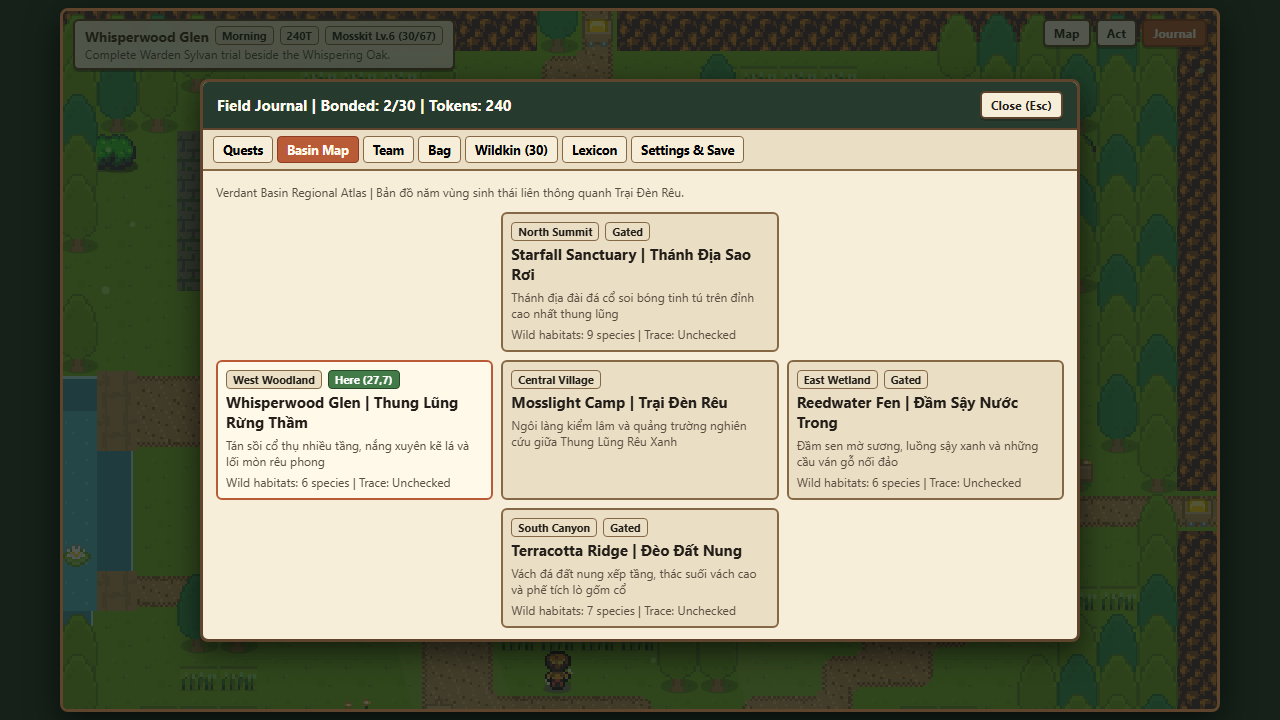 Whisperwood Glen Morning 240T Mosskit Lv.6 (30/67)
Complete Warden Sylvan trial beside the Whispering Oak.
Map Act Journal
Field Journal | Bonded: 2/30 | Tokens: 240
Close (Esc)
Quests Basin Map Team Bag Wildkin (30) Lexicon Settings & Save
Verdant Basin Regional Atlas | Bản đồ năm vùng sinh thái liên thông quanh Trại Đèn Rêu.
North Summit Gated
Starfall Sanctuary | Thánh Địa Sao
Rơi
Thánh địa đài đá cổ soi bóng tinh tú trên đỉnh
cao nhất thung lũng
Wild habitats: 9 species | Trace: Unchecked
West Woodland Here (27,7)
Whisperwood Glen | Thung Lũng
Rừng Thầm
Tán sồi cổ thụ nhiều tầng, nắng xuyên kẽ lá và
lối mòn rêu phong
Wild habitats: 6 species | Trace: Unchecked
Central Village
Mosslight Camp | Trại Đèn Rêu
Ngôi làng kiểm lâm và quảng trường nghiên
cứu giữa Thung Lũng Rêu Xanh
East Wetland Gated
Reedwater Fen | Đầm Sậy Nước
Trong
Đầm sen mờ sương, luồng sậy xanh và những
cầu ván gỗ nối đảo
Wild habitats: 6 species | Trace: Unchecked
South Canyon Gated
Terracotta Ridge | Đèo Đất Nung
Vách đá đất nung xếp tầng, thác suối vách cao
và phế tích lò gốm cổ
Wild habitats: 7 species | Trace: Unchecked